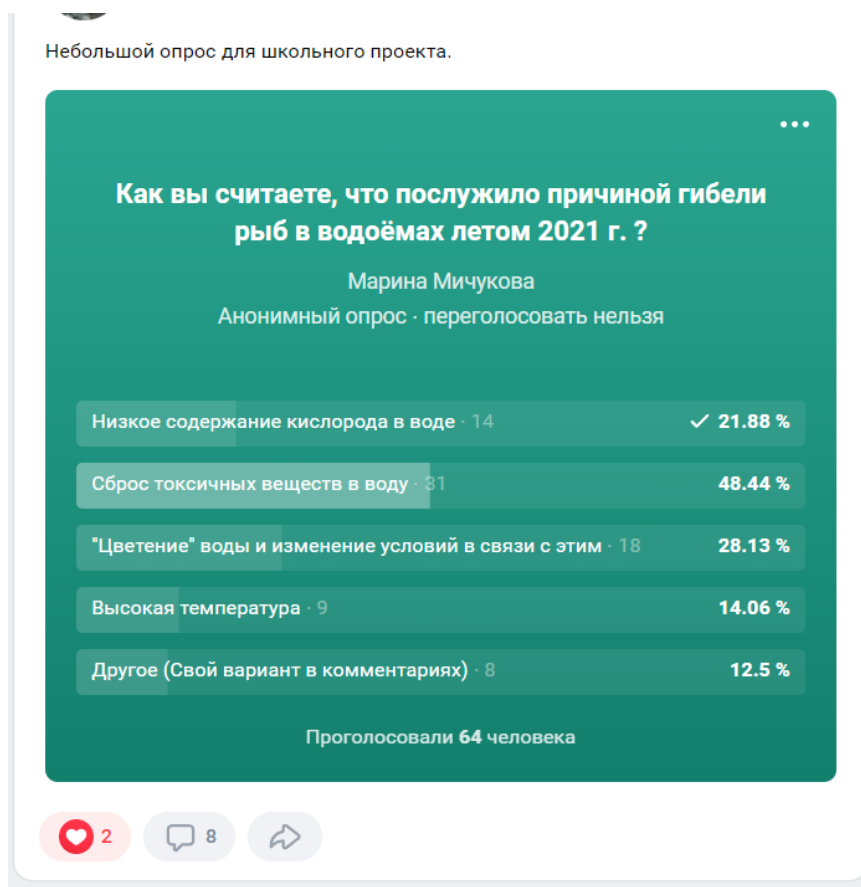 Небольшой опрос для школьного проекта.
Как вы считаете, что послужило причиной гибели
рыб в водоёмах летом 2021 г. ?
Марина Мичукова
Анонимный опрос · переголосовать нельзя
Низкое содержание кислорода в воде · 14 21.88 %
Сброс токсичных веществ в воду · 31 48.44 %
"Цветение" воды и изменение условий в связи с этим · 18 28.13 %
Высокая температура · 9 14.06 %
Другое (Свой вариант в комментариях) · 8 12.5 %
Проголосовали 64 человека
2 8